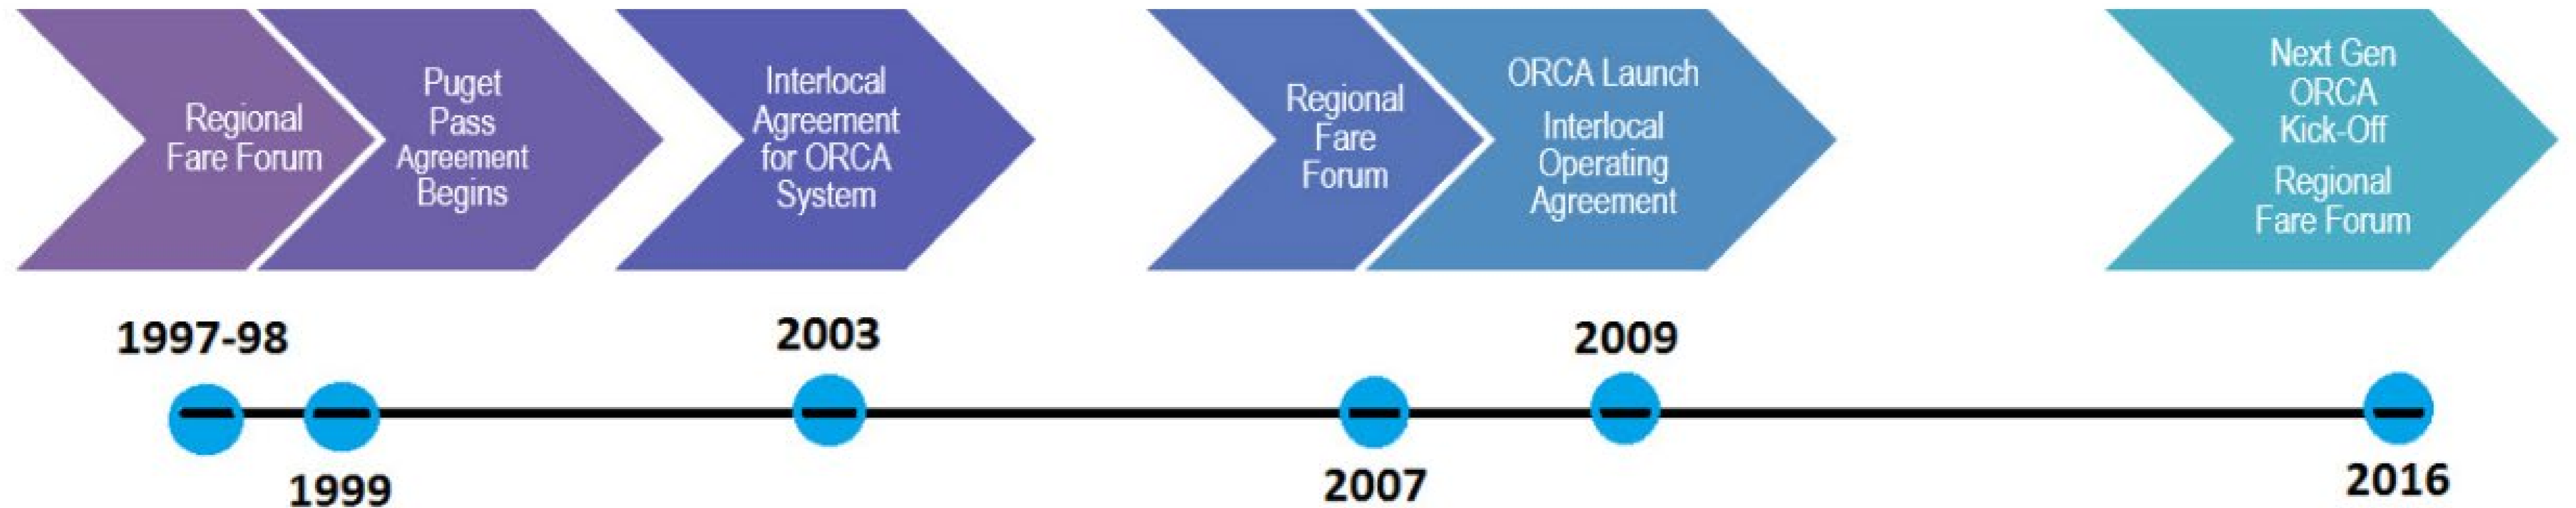 Regional
Fare Forum
Puget
Pass
Agreement
Begins
Interlocal
Agreement
for ORCA
System
Regional
Fare
Forum
ORCA Launch
Interlocal
Operating
Agreement
Next Gen
ORCA
Kick-Off
Regional
Fare Forum
1997-98
1999
2003
2007
2009
2016